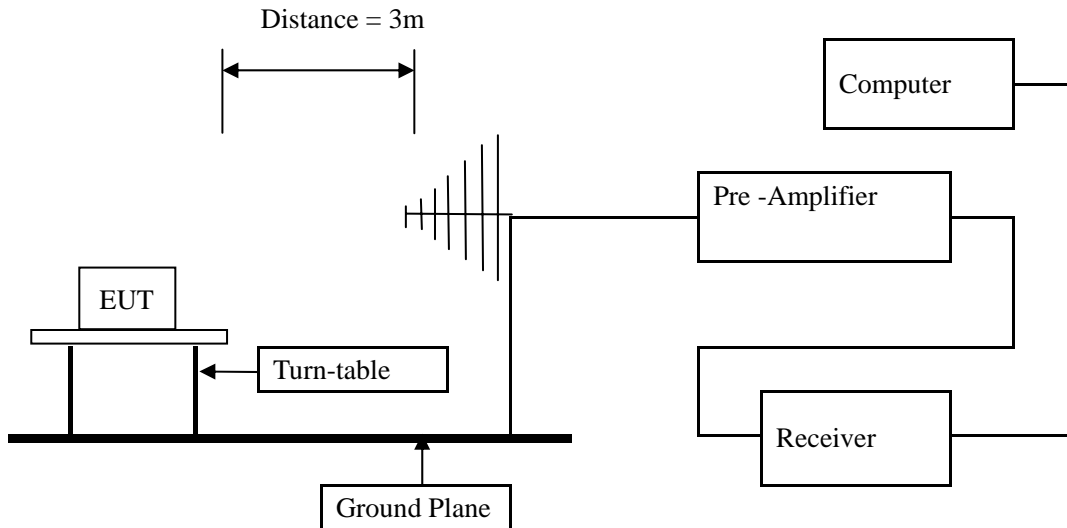 Distance = 3m
Computer
Pre -Amplifier
EUT
Turn-table
Receiver
Ground Plane